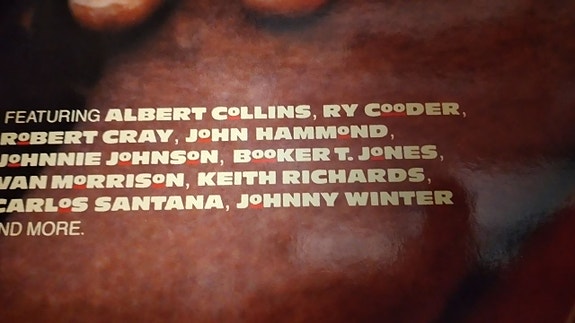 FEATURING ALBERT COLLINS, RY COODER,
ROBERT CRAY, JOHN HAMMOND,
JOHNNIE JOHNSON, BOOKER T. JONES,
VAN MORRISON, KEITH RICHARDS,
CARLOS SANTANA, JOHNNY WINTER
ND MORE.